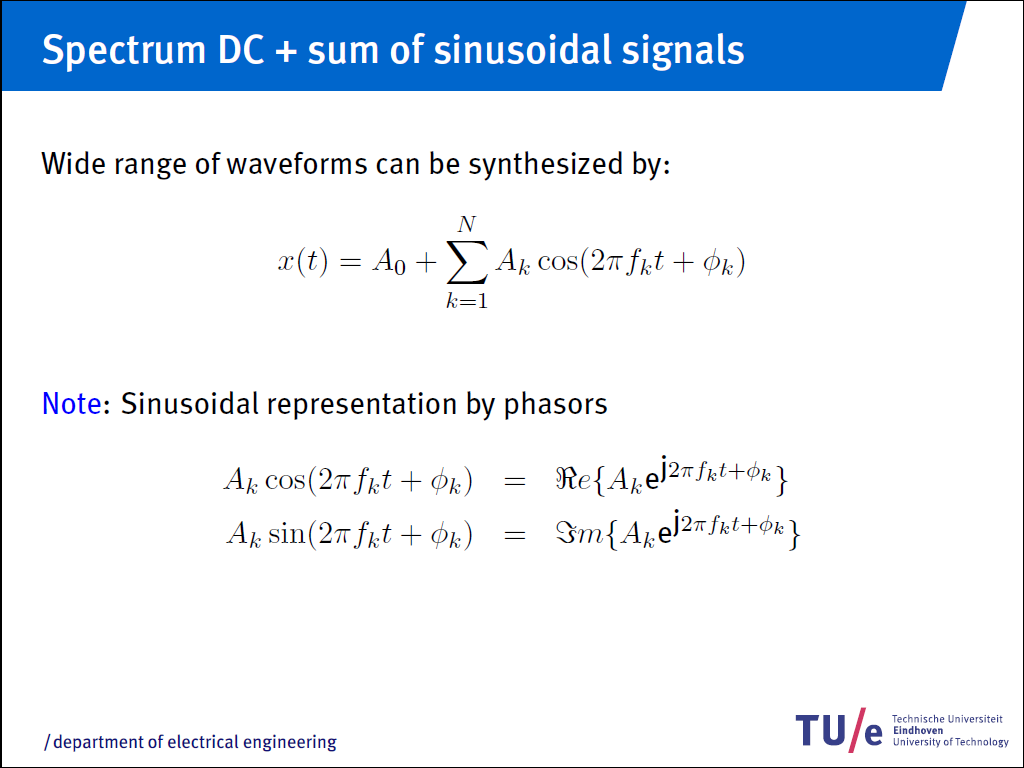 Spectrum DC + sum of sinusoidal signals
Wide range of waveforms can be synthesized by:
$x(t) = A_0 + \sum_{k=1}^{N} A_k \cos(2\pi f_k t + \phi_k)$
Note: Sinusoidal representation by phasors
$A_k \cos(2\pi f_k t + \phi_k) = \Re e\{A_k e^{j2\pi f_k t + \phi_k}\}$
$A_k \sin(2\pi f_k t + \phi_k) = \Im m\{A_k e^{j2\pi f_k t + \phi_k}\}$
/ department of electrical engineering
TU/e
Technische Universiteit
Eindhoven
University of Technology